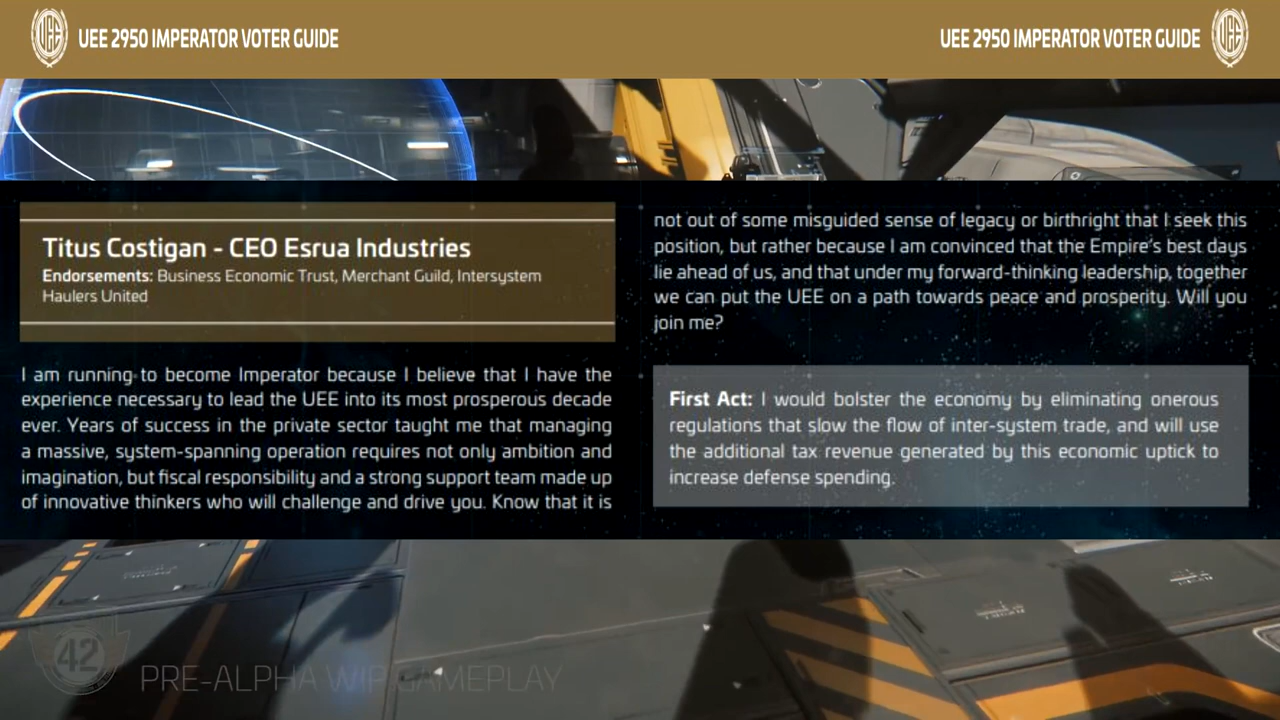 UEE 2950 IMPERATOR VOTER GUIDE
UEE 2950 IMPERATOR VOTER GUIDE
Titus Costigan - CEO Esrua Industries
Endorsements: Business Economic Trust, Merchant Guild, Intersystem
Haulers United
I am running to become Imperator because I believe that I have the
experience necessary to lead the UEE into its most prosperous decade
ever. Years of success in the private sector taught me that managing
a massive, system-spanning operation requires not only ambition and
imagination, but fiscal responsibility and a strong support team made up
of innovative thinkers who will challenge and drive you. Know that it is
not out of some misguided sense of legacy or birthright that I seek this
position, but rather because I am convinced that the Empire's best days
lie ahead of us, and that under my forward-thinking leadership, together
we can put the UEE on a path towards peace and prosperity. Will you
join me?
First Act: I would bolster the economy by eliminating onerous
regulations that slow the flow of inter-system trade, and will use
the additional tax revenue generated by this economic uptick to
increase defense spending.
42
PRE-ALPHA WIP GAMEPLAY